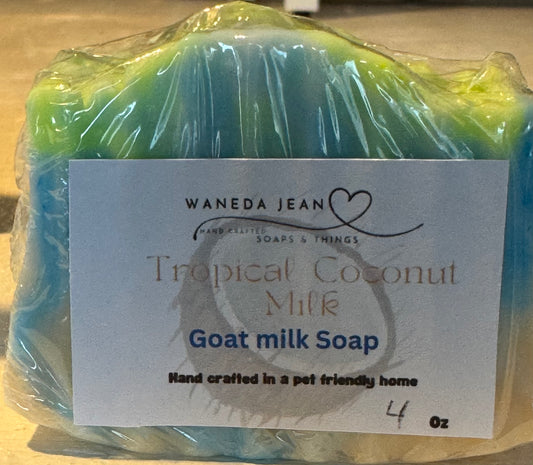 WANEDA JEAN
HAND CRAFTED
SOAPS & THINGS
Tropical Coconut
Milk
Goat milk Soap
Hand crafted in a pet friendly home
4 Oz